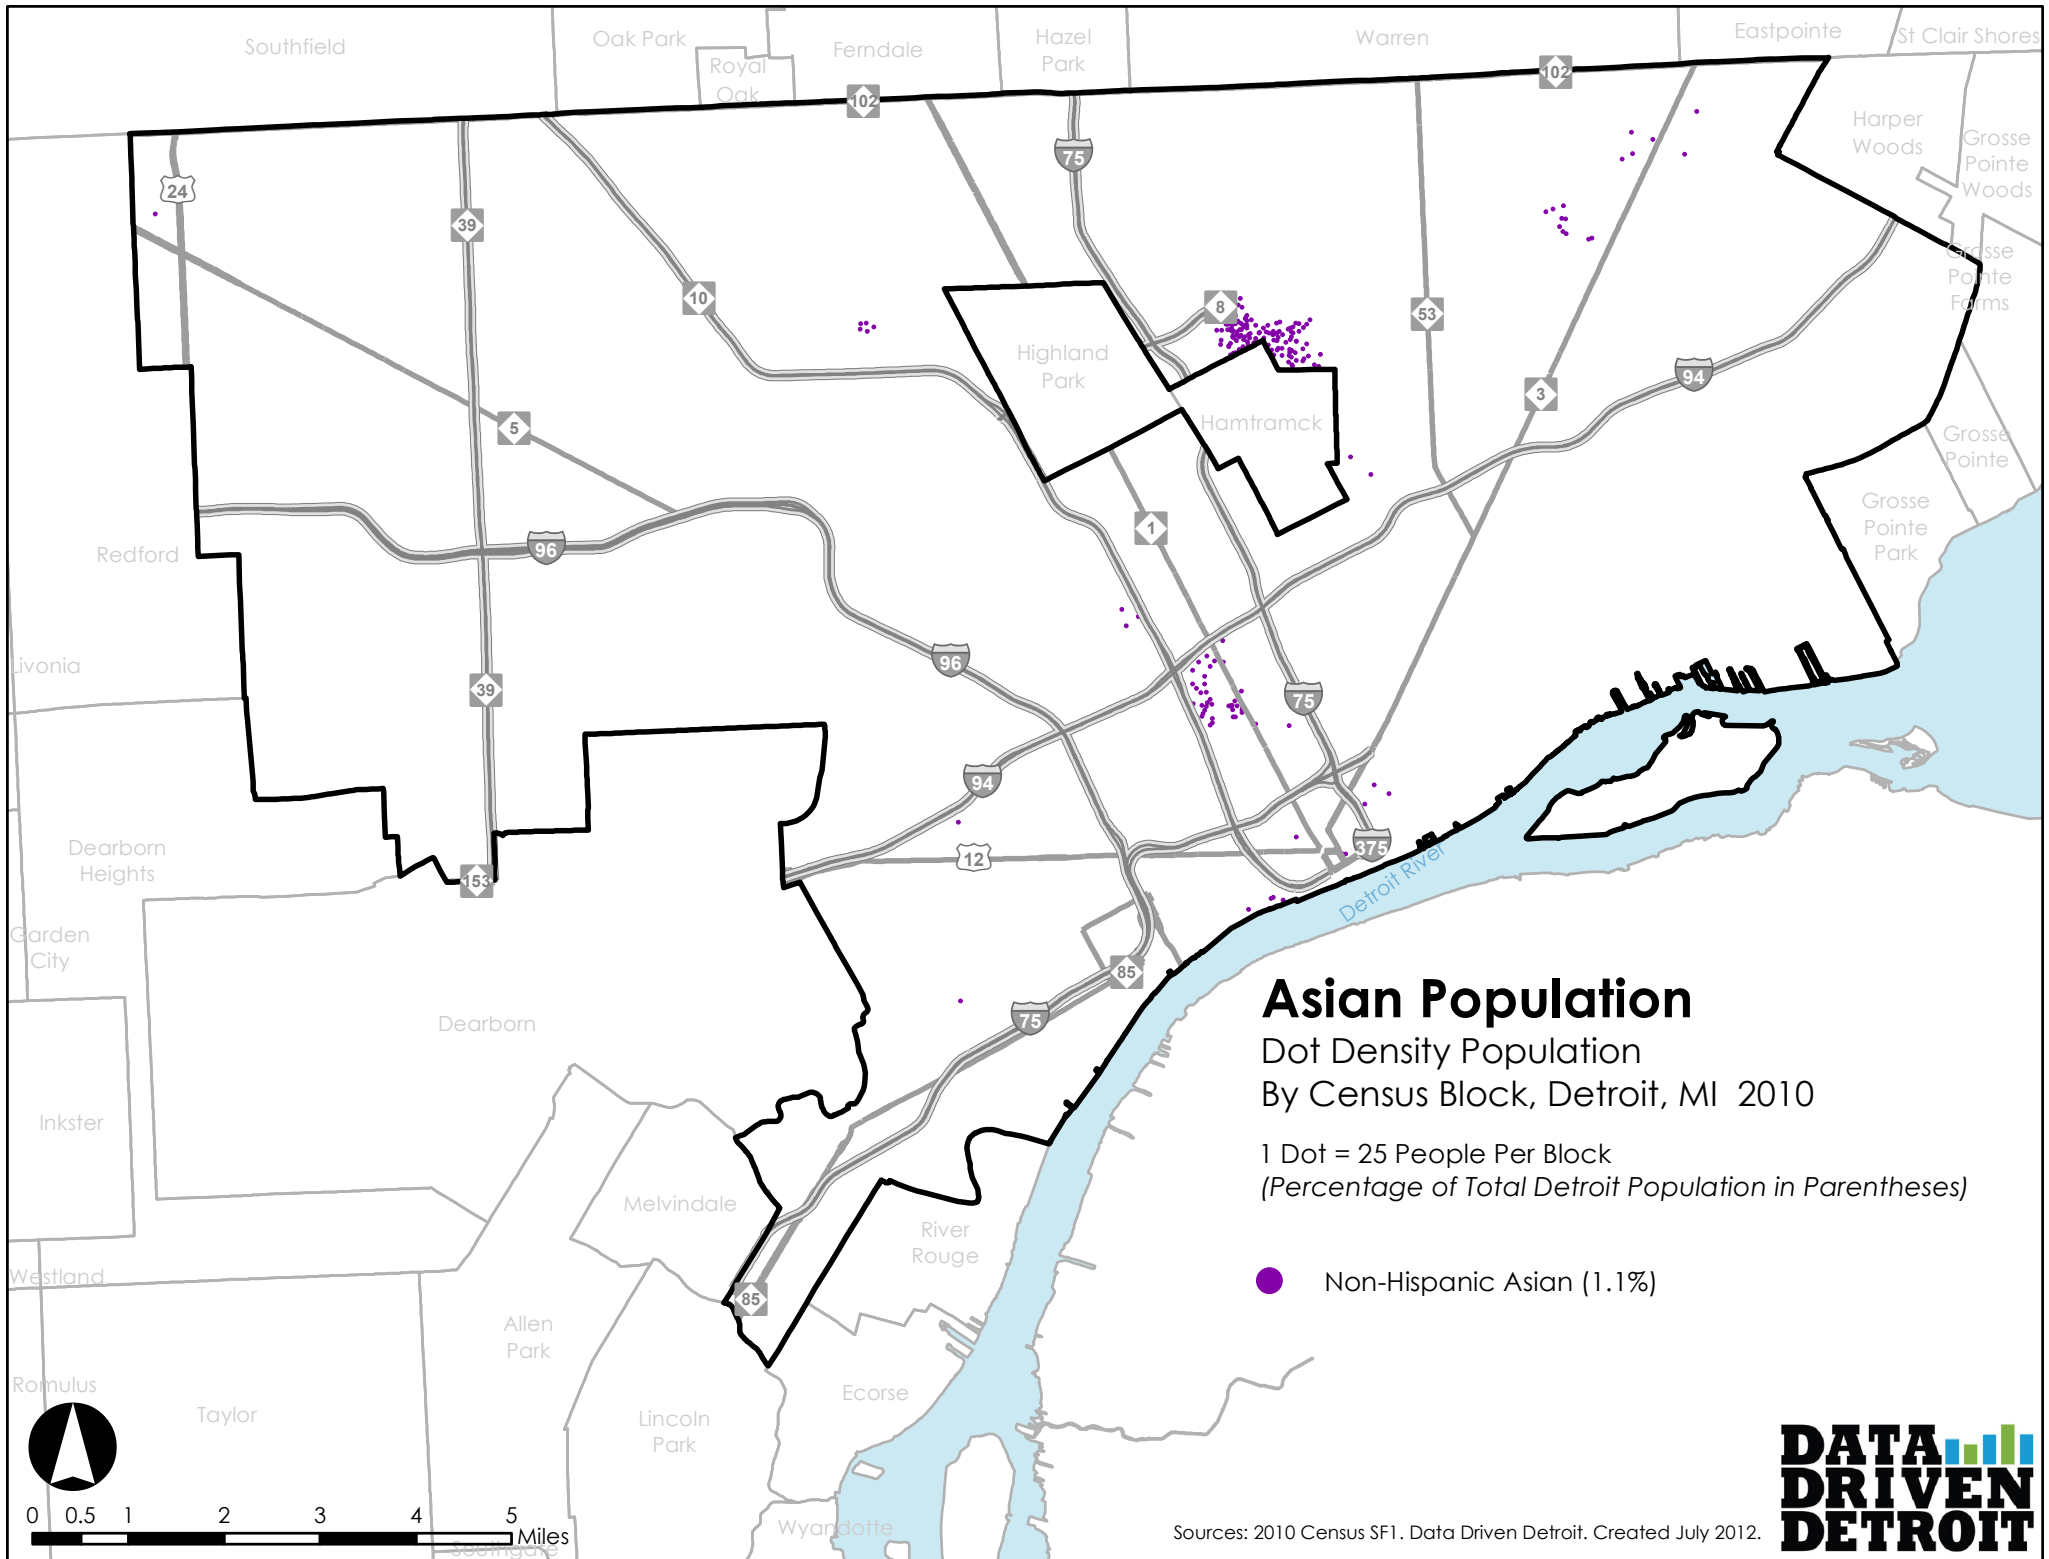 Southfield
Oak Park
Royal
Oak
Ferndale
Hazel
Park
Warren
Eastpointe
St Clair Shores
102
102
Harper
Woods
Grosse
Pointe
Woods
75
24
39
Grosse
Pointe
Farms
10
8
53
Highland
Park
94
3
Hamtramck
5
Grosse
Pointe
Grosse
Pointe
Park
1
96
Redford
96
Livonia
39
75
94
Dearborn
Heights
12
375
153
Detroit River
Garden
City
85
75
Dearborn
Asian Population
Dot Density Population
By Census Block, Detroit, MI 2010
1 Dot = 25 People Per Block
(Percentage of Total Detroit Population in Parentheses)
Non-Hispanic Asian (1.1%)
Inkster
Melvindale
River
Rouge
Westland
85
Allen
Park
Romulus
Taylor
Ecorse
Lincoln
Park
0 0.5 1 2 3 4 5
Miles
Southgate
Wyandotte
Sources: 2010 Census SF1. Data Driven Detroit. Created July 2012.
DATA
DRIVEN
DETROIT